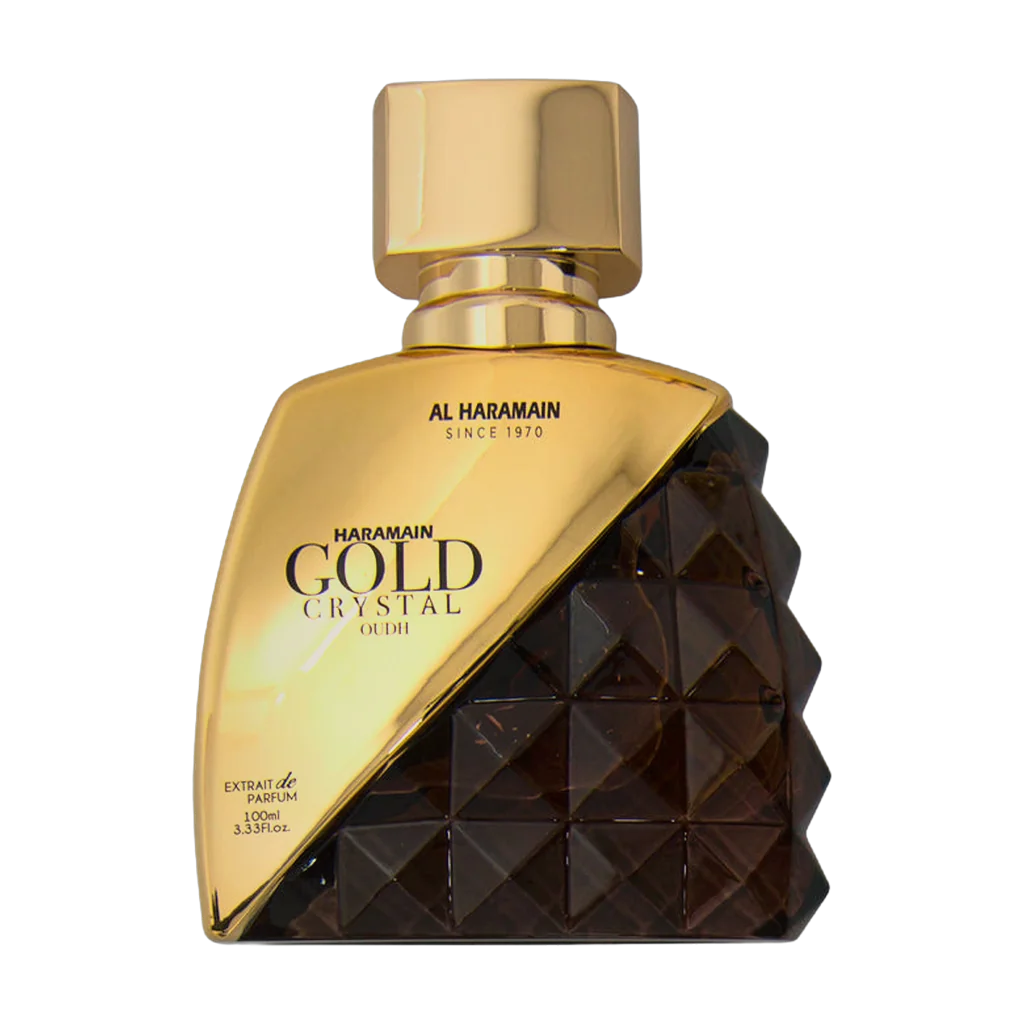 AL HARAMAIN
SINCE 1970
HARAMAIN
GOLD
CRYSTAL
OUDH
EXTRAIT de
PARFUM
100ml
3.33Fl.oz.